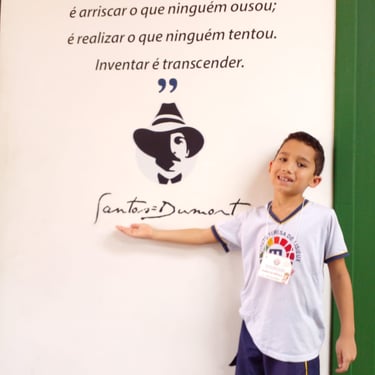 é arriscar o que ninguém ousou;
é realizar o que ninguém tentou.
Inventar é transcender.
”
Santos=Dumont